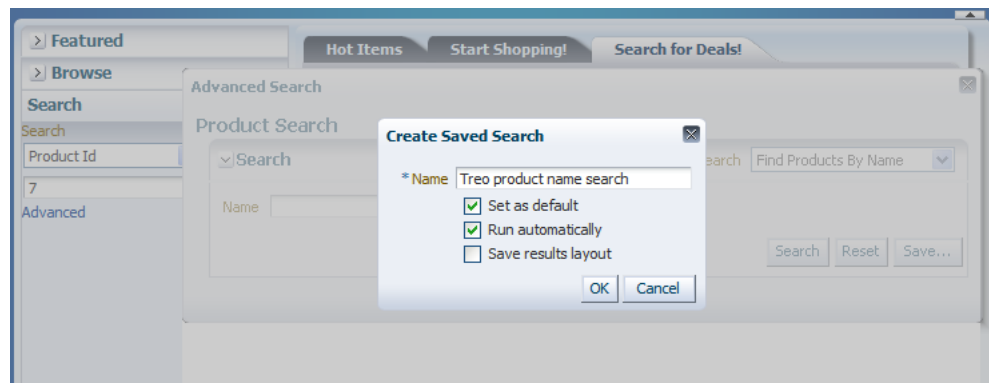 Featured
Hot Items
Start Shopping!
Search for Deals!
Browse
Advanced Search
Search
Search
Product Search
Product Id
Search
earch
Find Products By Name
7
Advanced
Name
Search
Reset
Save...
Create Saved Search
* Name
Treo product name search
Set as default
Run automatically
Save results layout
OK
Cancel